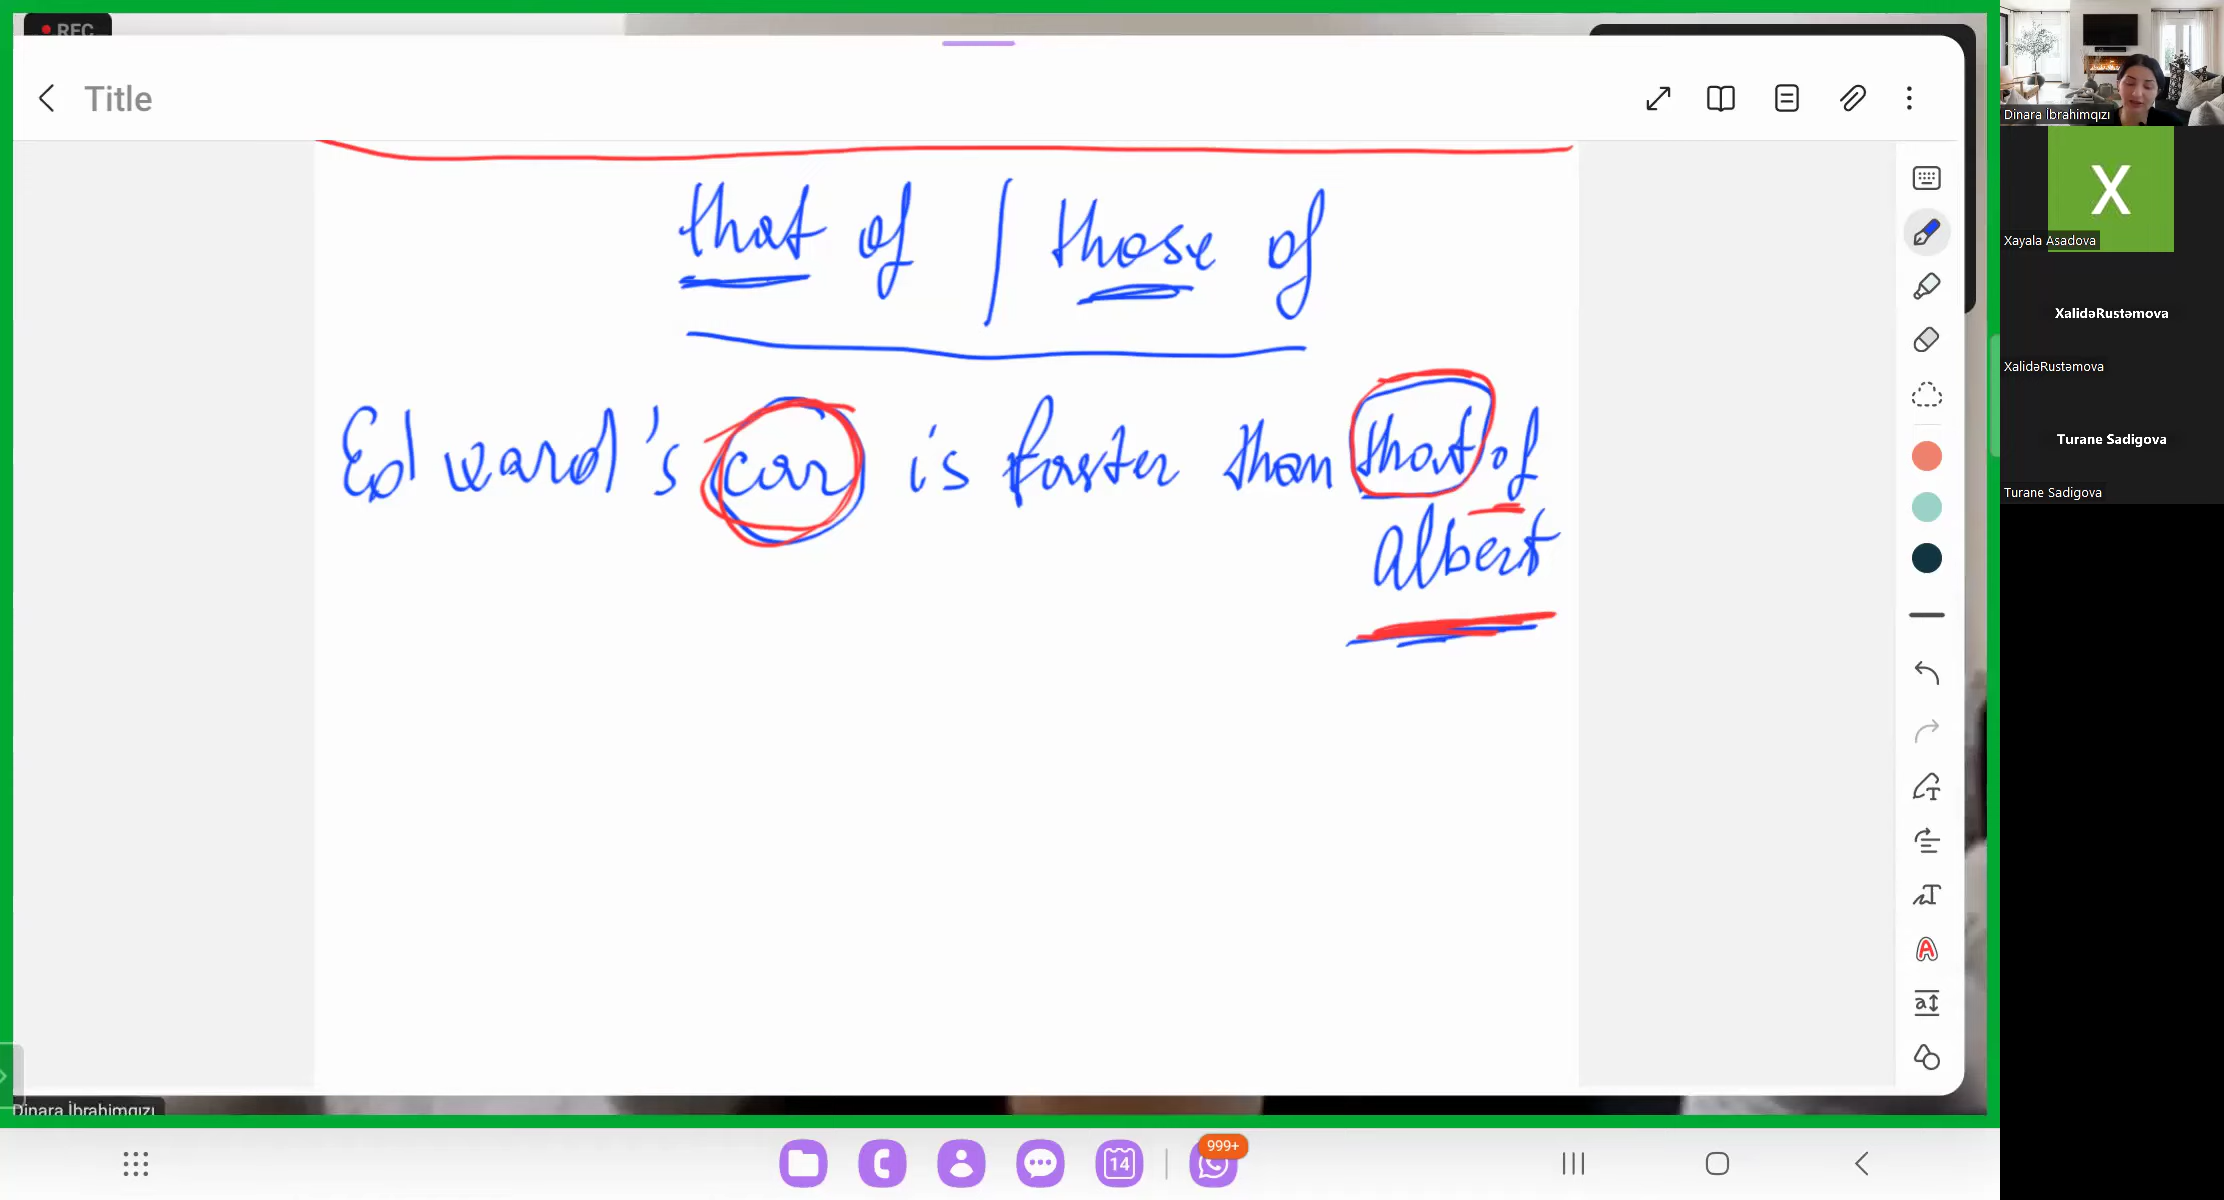 REC
Title
that of / those of
Edward's car is faster than that of
Albert
Dinara İbrahimqızı
14
999+
Dinara İbrahimqızı
X
Xayala Asadova
XalidəRustəmova
XalidəRustəmova
Turane Sadigova
Turane Sadigova